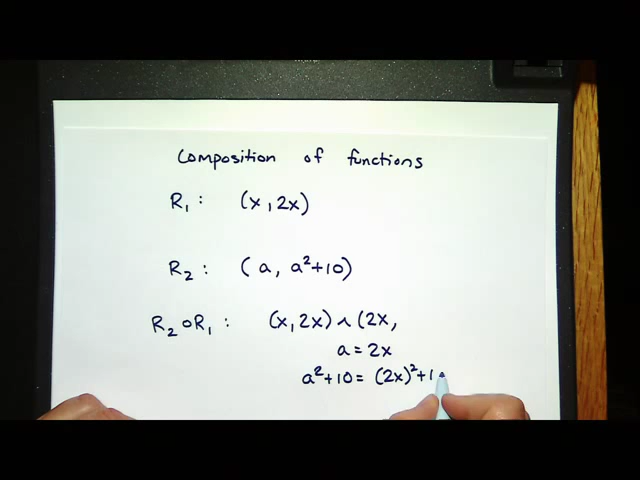 Composition of functions
R₁ : (x, 2x)
R₂ : (a, a²+10)
R₂∘R₁ : (x, 2x) ∧ (2x,
a = 2x
a²+10 = (2x)²+1